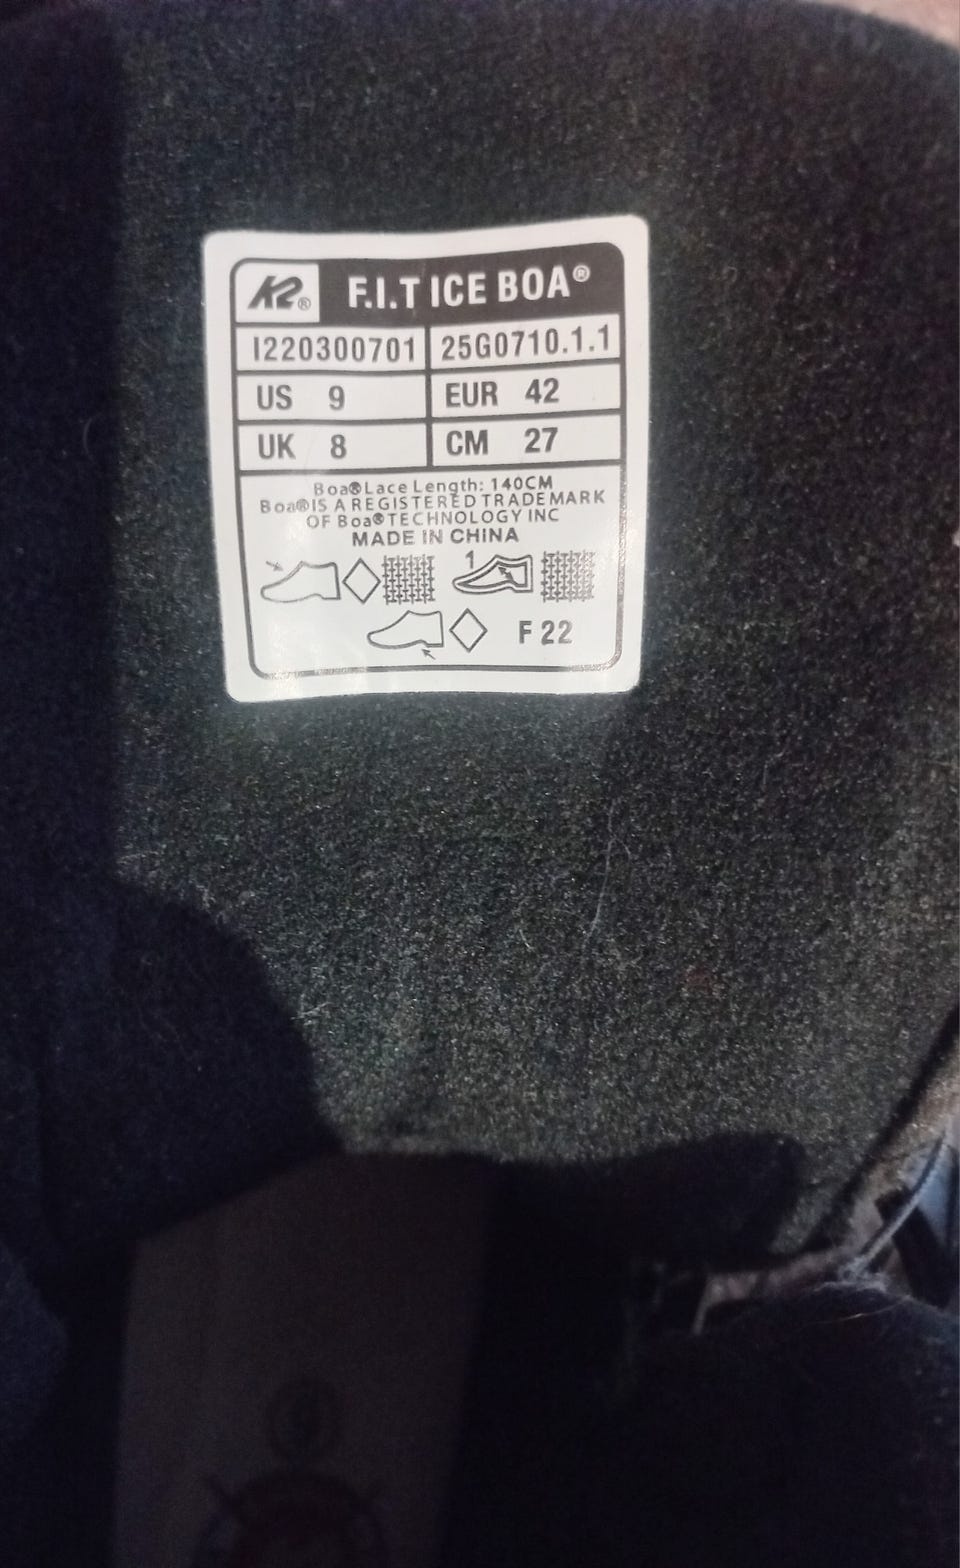 K2® F.I.T ICE BOA®
I220300701 25G0710.1.1
US 9 EUR 42
UK 8 CM 27
Boa®Lace Length: 140CM
Boa®IS A REGISTERED TRADEMARK
OF Boa®TECHNOLOGY INC
MADE IN CHINA
1
F 22